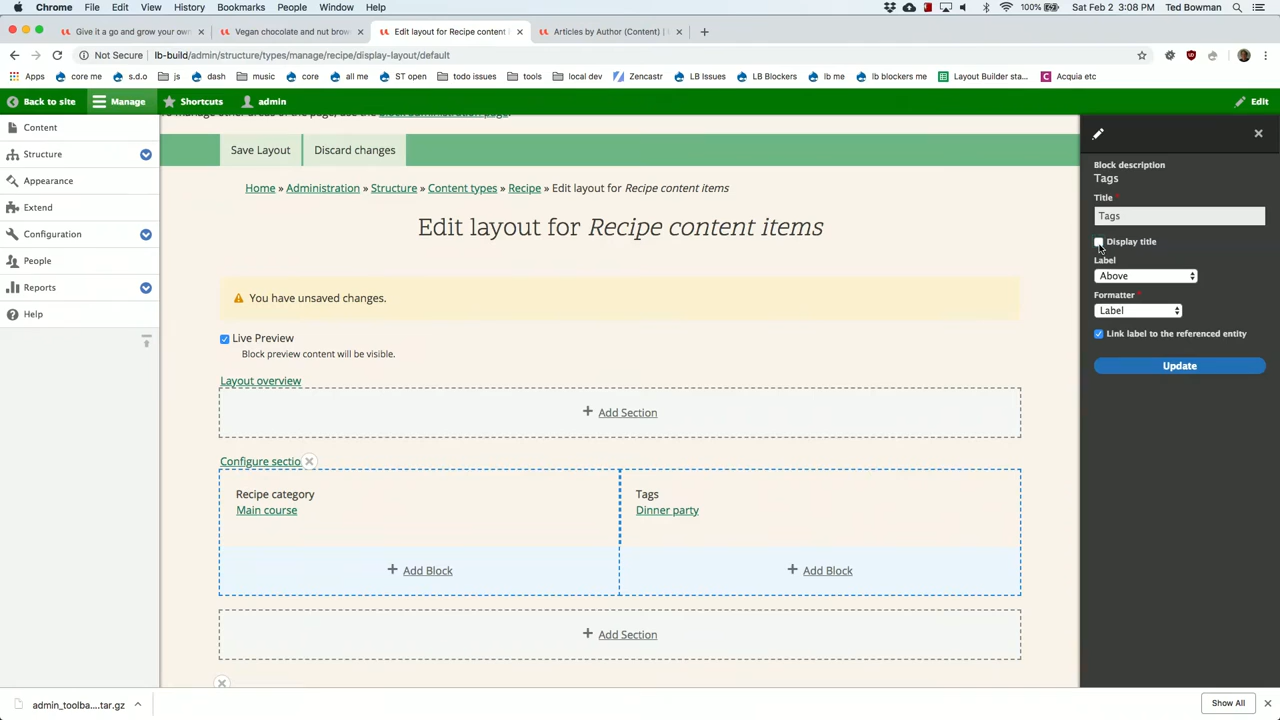 Chrome File Edit View History Bookmarks People Window Help 100% Sat Feb 2 3:08 PM Ted Bowman
Give it a go and grow your own
Vegan chocolate and nut brown
Edit layout for Recipe content
Articles by Author (Content) |
Not Secure lb-build/admin/structure/types/manage/recipe/display-layout/default
Apps core me s.d.o js dash music core all me ST open todo issues tools local dev Zencastr LB Issues LB Blockers lb me lb blockers me Layout Builder sta... Acquia etc
Back to site Manage Shortcuts admin Edit
Content
Structure
Appearance
Extend
Configuration
People
Reports
Help
Save Layout Discard changes
Home » Administration » Structure » Content types » Recipe » Edit layout for Recipe content items
Edit layout for Recipe content items
You have unsaved changes.
Live Preview
Block preview content will be visible.
Layout overview
+ Add Section
Configure sectio
Recipe category
Main course
Tags
Dinner party
+ Add Block
+ Add Block
+ Add Section
Block description
Tags
Title *
Tags
Display title
Label
Above
Formatter *
Label
Link label to the referenced entity
Update
admin_toolba....tar.gz
Show All